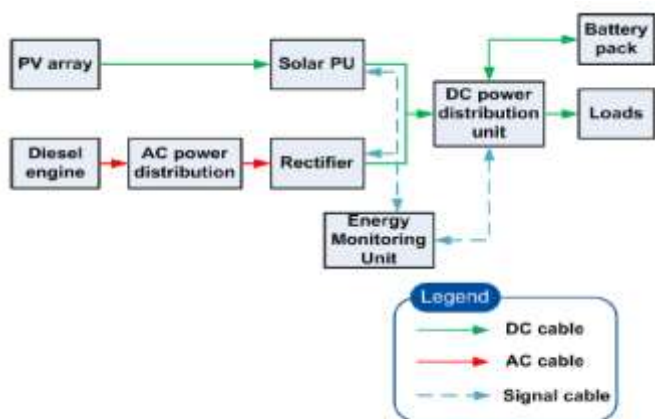 Battery
pack
PV array
Solar PU
DC power
distribution
unit
Loads
Diesel
engine
AC power
distribution
Rectifier
Energy
Monitoring
Unit
Legend
DC cable
AC cable
Signal cable